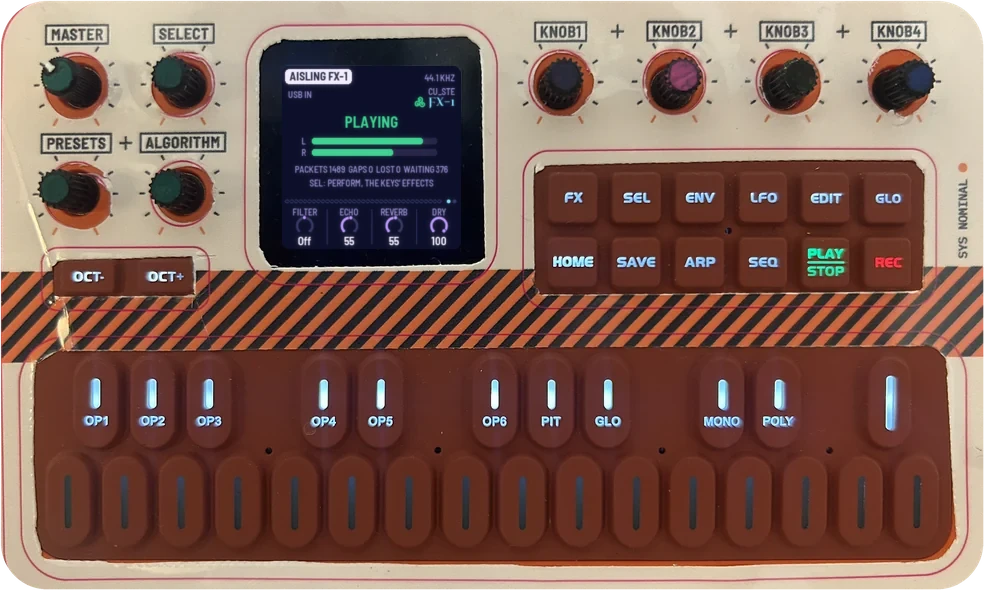 MASTER
SELECT
PRESETS + ALGORITHM
OCT-
OCT+
AISLING FX-1
44.1KHZ
USB IN
CU_STE
FX-1
PLAYING
L
R
PACKETS 1489 GAPS 0 LOST 0 WAITING 376
SEL: PERFORM, THE KEYS' EFFECTS
FILTER ECHO REVERB DRY
Off 55 55 100
KNOB1 + KNOB2 + KNOB3 + KNOB4
FX SEL ENV LFO EDIT GLO
HOME SAVE ARP SEQ PLAY STOP REC
SYS NOMINAL
OP1 OP2 OP3 OP4 OP5 OP6 PIT GLO MONO POLY